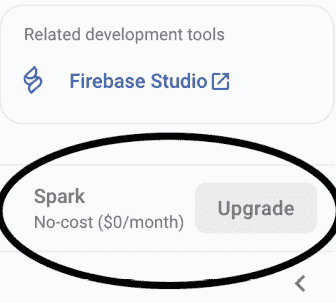 Related development tools
Firebase Studio
Spark
No-cost ($0/month)
Upgrade